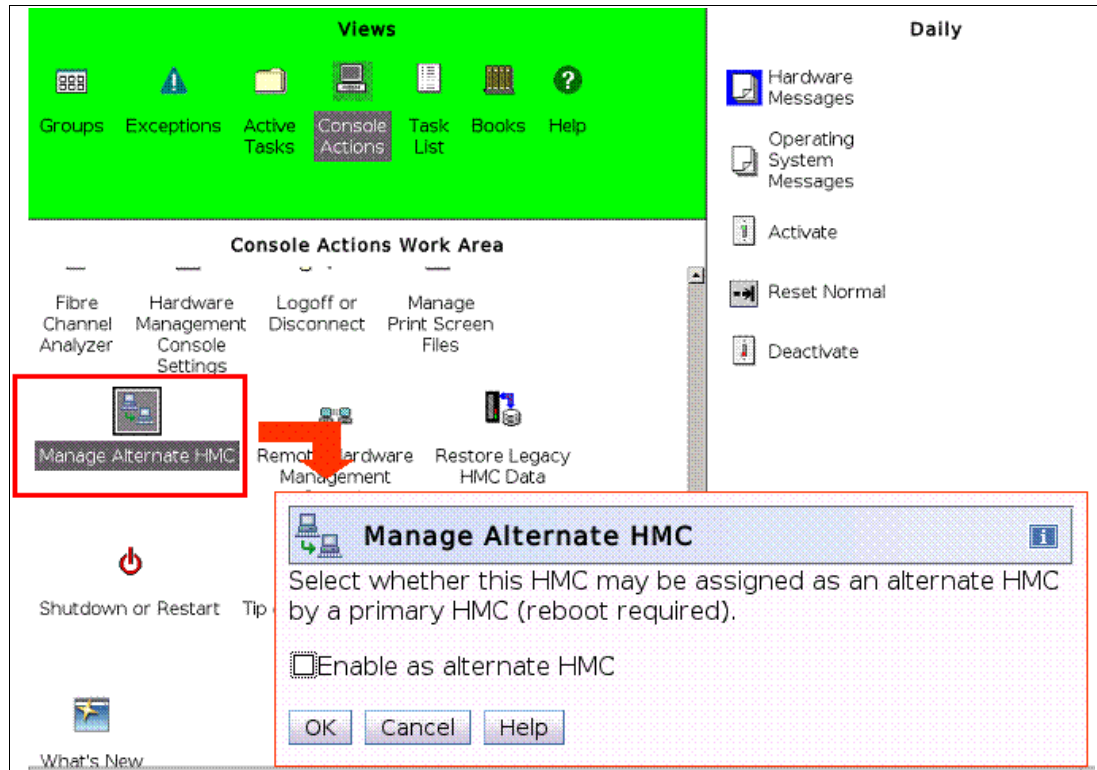 Views
Groups
Exceptions
Active
Tasks
Console
Actions
Task
List
Books
Help
Daily
Hardware
Messages
Operating
System
Messages
Activate
Reset Normal
Deactivate
Console Actions Work Area
Fibre
Channel
Analyzer
Hardware
Management
Console
Settings
Logoff or
Disconnect
Manage
Print Screen
Files
Manage Alternate HMC
Management
Restore Legacy
HMC Data
Shutdown or Restart
Tip
What's New
Manage Alternate HMC
Select whether this HMC may be assigned as an alternate HMC
by a primary HMC (reboot required).
Enable as alternate HMC
OK
Cancel
Help